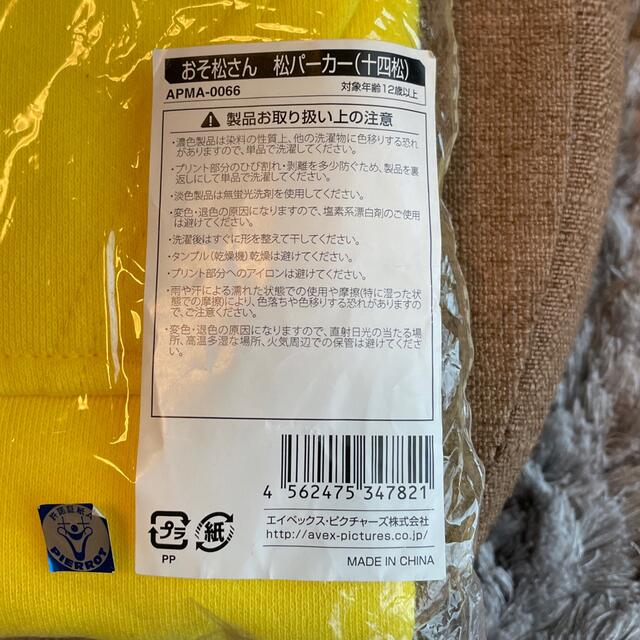 おそ松さん 松パーカー(十四松)
APMA-0066 対象年齢12歳以上
製品お取り扱い上の注意
・濃色製品は染料の性質上、他の洗濯物に色移りする恐れ
がありますので、単品で洗濯してください。
・プリント部分のひび割れ・剥離を多少防ぐため、製品を裏
返しにして単品で洗濯してください。
・淡色製品は無蛍光洗剤を使用してください。
・変色・退色の原因になりますので、塩素系漂白剤のご使用
は避けてください。
・洗濯後はすぐに形を整えて干してください。
・タンブル(乾燥機)乾燥は避けてください。
・プリント部分へのアイロンは避けてください。
・雨や汗による濡れた状態での使用や摩擦(特に湿った状
態での摩擦)により、色落ちや色移りする恐れがありますので、ご注意ください。
・変色・退色の原因になりますので、直射日光の当たる場
所、高温多湿な場所、火気周辺での保管は避けてくださ
い。
4 562475 347821
プラ 紙
PP
エイベックス・ピクチャーズ株式会社
http://avex-pictures.co.jp/
MADE IN CHINA
許諾証紙
PIERROT